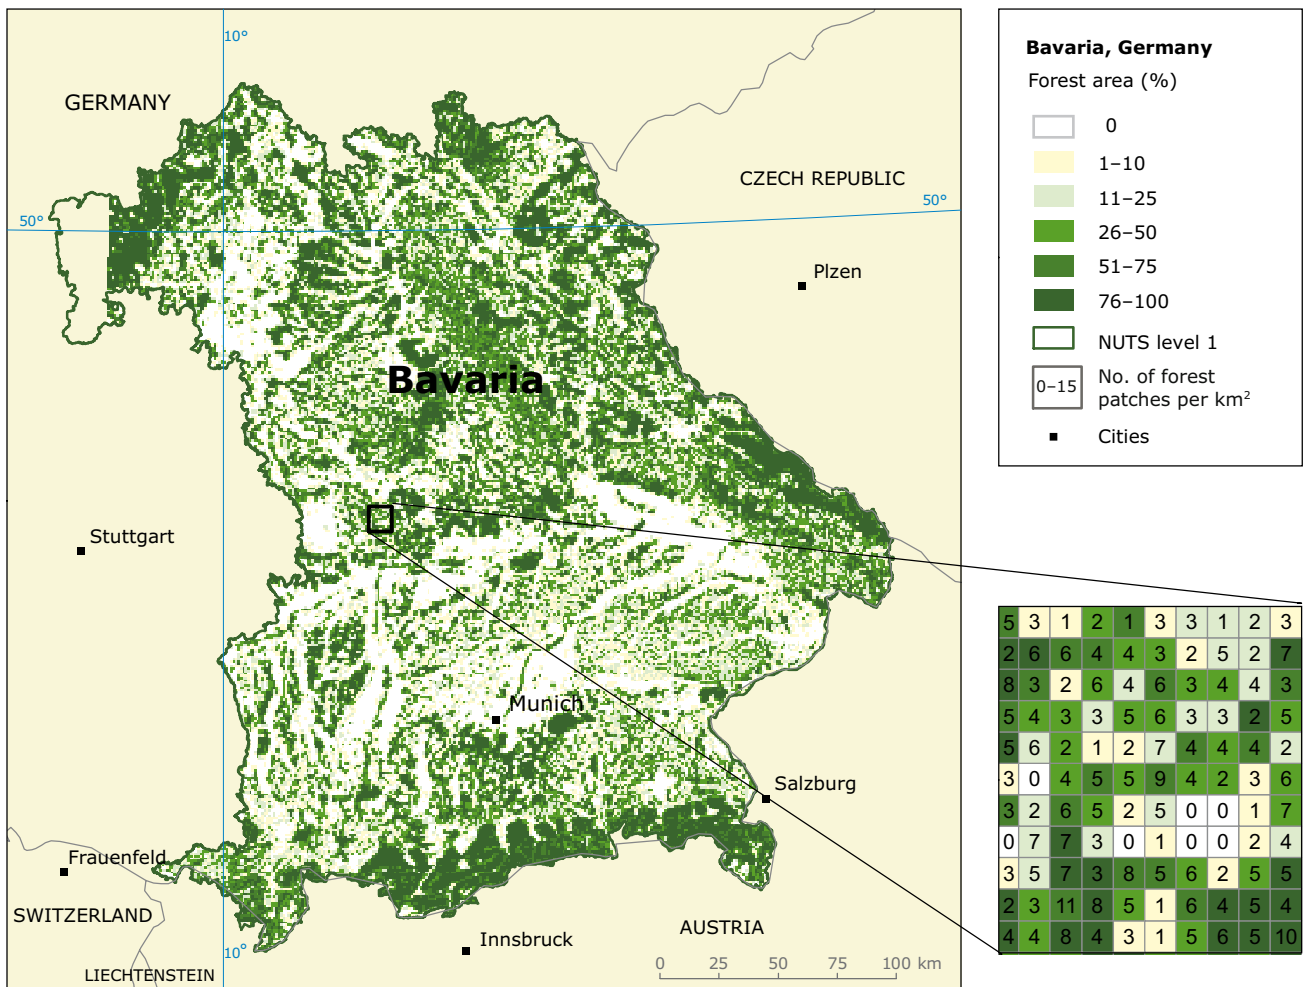 10°
GERMANY
CZECH REPUBLIC
50°
50°
Plzen
Bavaria
Stuttgart
Munich
Salzburg
Frauenfeld
SWITZERLAND
AUSTRIA
Innsbruck
10°
LIECHTENSTEIN
0 25 50 75 100 km
Bavaria, Germany
Forest area (%)
0
1–10
11–25
26–50
51–75
76–100
NUTS level 1
0–15 No. of forest
patches per km²
Cities
5 3 1 2 1 3 3 1 2 3
2 6 6 4 4 3 2 5 2 7
8 3 2 6 4 6 3 4 4 3
5 4 3 3 5 6 3 3 2 5
5 6 2 1 2 7 4 4 4 2
3 0 4 5 5 9 4 2 3 6
3 2 6 5 2 5 0 0 1 7
0 7 7 3 0 1 0 0 2 4
3 5 7 3 8 5 6 2 5 5
2 3 11 8 5 1 6 4 5 4
4 4 8 4 3 1 5 6 5 10